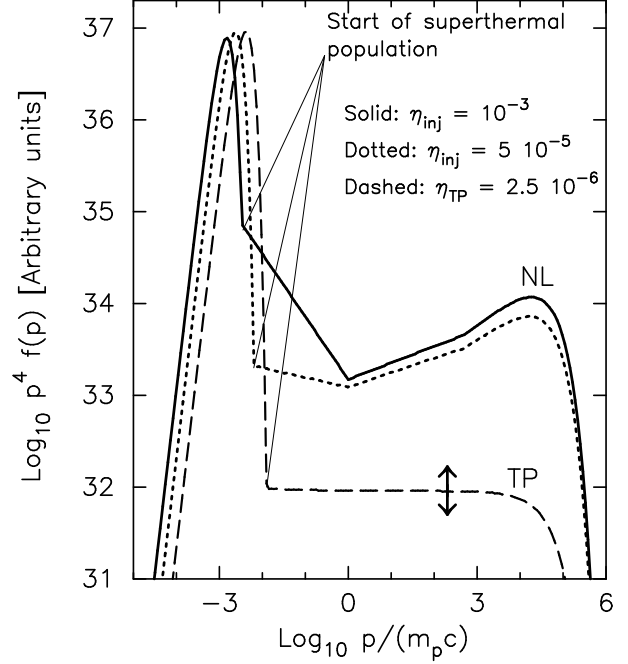 Start of superthermal
population
Solid: η_inj = 10^−3
Dotted: η_inj = 5 10^−5
Dashed: η_TP = 2.5 10^−6
NL
TP
37
36
35
34
33
32
31
−3 0 3 6
Log_10 p/(m_p c)
Log_10 p^4 f(p) [Arbitrary units]